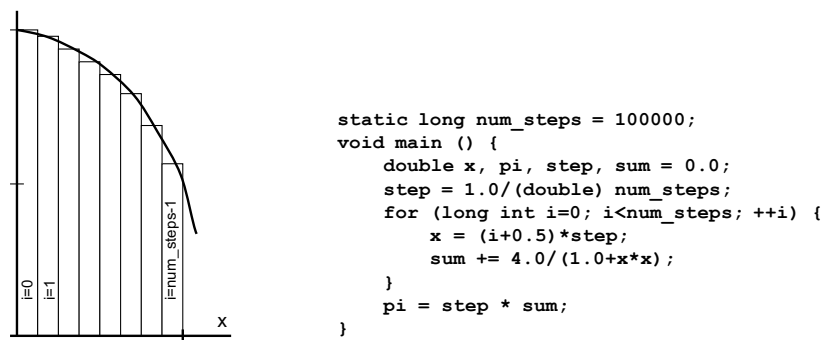 i=0
i=1
i=num_steps-1
x
static long num_steps = 100000;
void main () {
    double x, pi, step, sum = 0.0;
    step = 1.0/(double) num_steps;
    for (long int i=0; i<num_steps; ++i) {
        x = (i+0.5)*step;
        sum += 4.0/(1.0+x*x);
    }
    pi = step * sum;
}